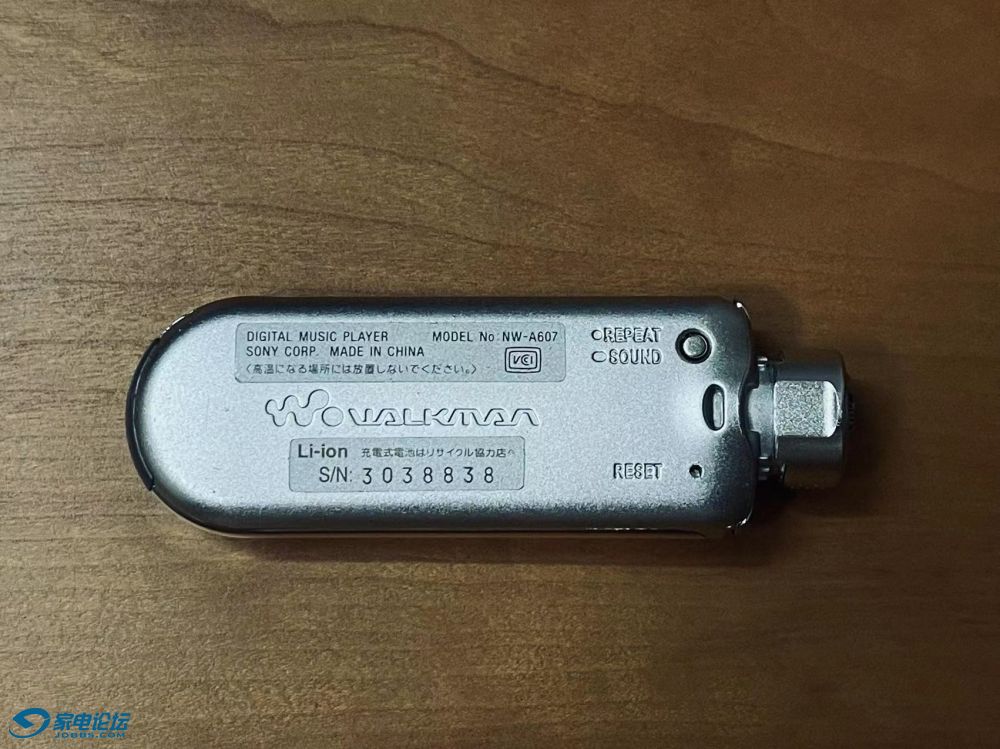 DIGITAL MUSIC PLAYER MODEL No. NW-A607
SONY CORP. MADE IN CHINA
〈高温になる場所には放置しないでください。〉
VCI
REPEAT
SOUND
WALKMAN
Li-ion 充電式電池はリサイクル協力店へ
S/N: 3038838
RESET
家电论坛
JDBBS.COM